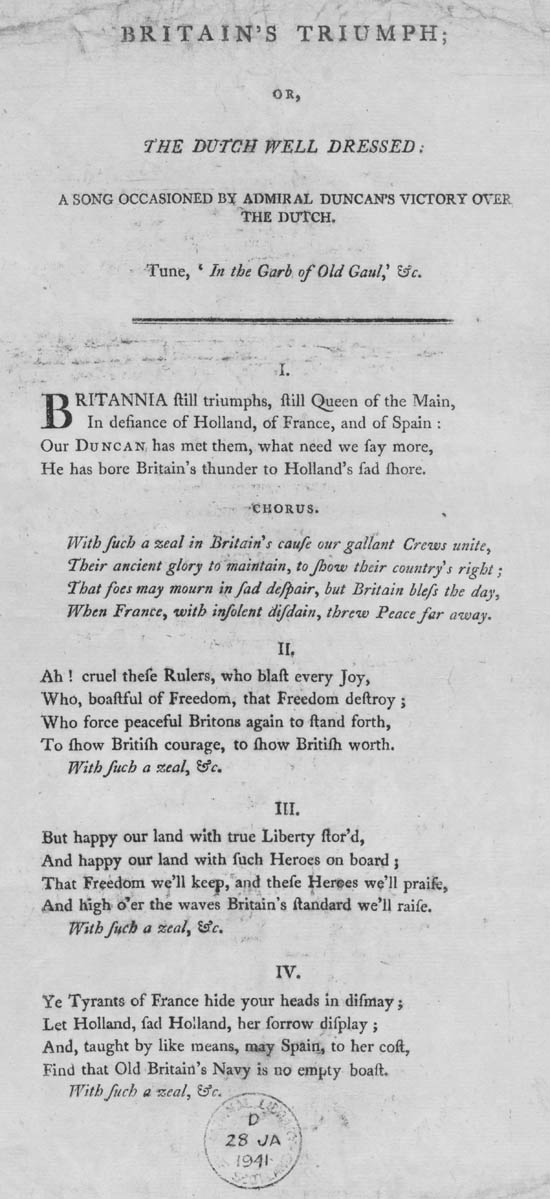 BRITAIN'S TRIUMPH;
OR,
THE DUTCH WELL DRESSED:
A SONG OCCASIONED BY ADMIRAL DUNCAN'S VICTORY OVER
THE DUTCH.
Tune, ‘ In the Garb of Old Gaul,’ &c.
I.
BRITANNIA ſtill triumphs, ſtill Queen of the Main,
In defiance of Holland, of France, and of Spain :
Our DUNCAN has met them, what need we ſay more,
He has bore Britain's thunder to Holland's ſad ſhore.
CHORUS.
With ſuch a zeal in Britain's cauſe our gallant Crews unite,
Their ancient glory to maintain, to ſhow their country's right ;
That foes may mourn in ſad deſpair, but Britain bleſs the day,
When France, with inſolent diſdain, threw Peace far away.
II.
Ah ! cruel theſe Rulers, who blaſt every Joy,
Who, boaſtful of Freedom, that Freedom deſtroy ;
Who force peaceful Britons again to ſtand forth,
To ſhow Britiſh courage, to ſhow Britiſh worth.
With ſuch a zeal, &c.
III.
But happy our land with true Liberty ſtor'd,
And happy our land with ſuch Heroes on board ;
That Freedom we'll keep, and theſe Heroes we'll praiſe,
And high o'er the waves Britain's ſtandard we'll raiſe.
With ſuch a zeal, &c.
IV.
Ye Tyrants of France hide your heads in diſmay ;
Let Holland, ſad Holland, her ſorrow diſplay ;
And, taught by like means, may Spain, to her coſt,
Find that Old Britain's Navy is no empty boaſt.
With ſuch a zeal, &c.
D
28 JA
1941